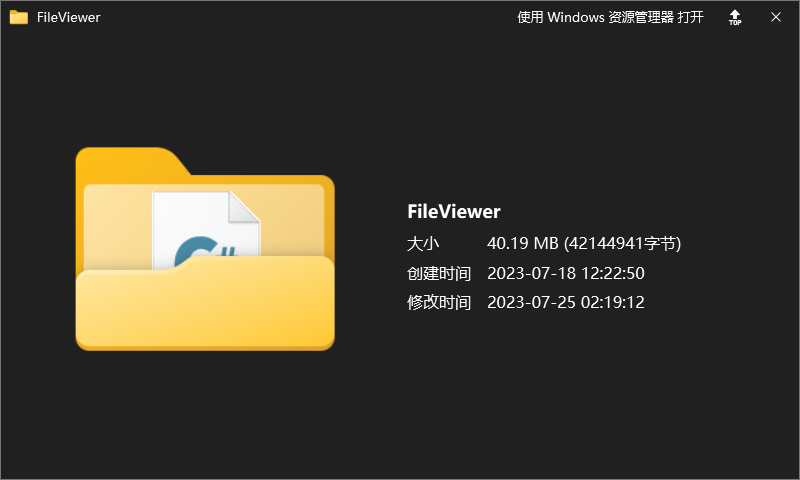 FileViewer
使用 Windows 资源管理器 打开
TOP
C#
FileViewer
大小 40.19 MB (42144941字节)
创建时间 2023-07-18 12:22:50
修改时间 2023-07-25 02:19:12